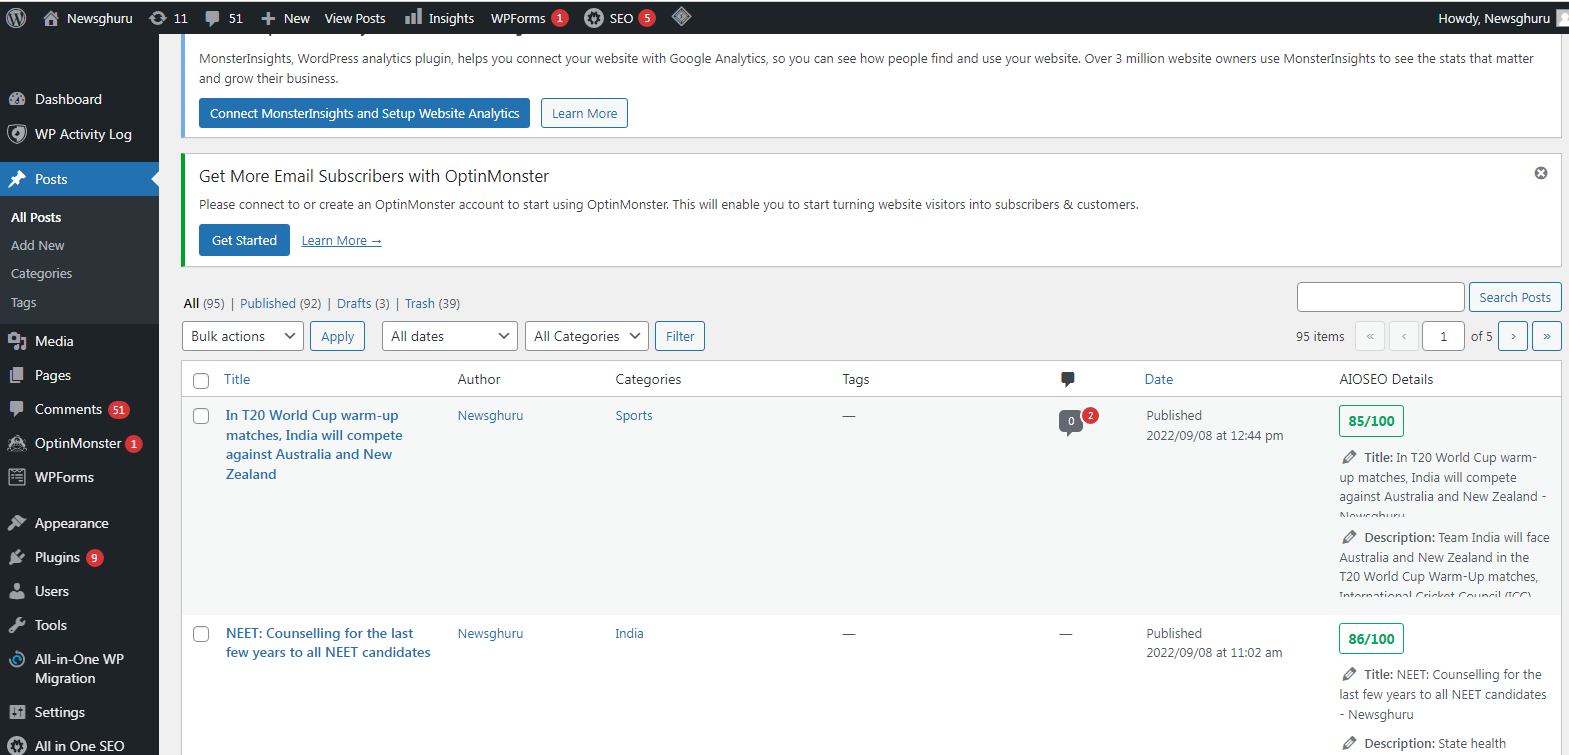 Newsghuru 11 51 New View Posts Insights WPForms 1 SEO 5 Howdy, Newsghuru
MonsterInsights, WordPress analytics plugin, helps you connect your website with Google Analytics, so you can see how people find and use your website. Over 3 million website owners use MonsterInsights to see the stats that matter
and grow their business.
Connect MonsterInsights and Setup Website Analytics Learn More
Dashboard
WP Activity Log
Posts
All Posts
Add New
Categories
Tags
Media
Pages
Comments 51
OptinMonster 1
WPForms
Appearance
Plugins 9
Users
Tools
All-in-One WP
Migration
Settings
All in One SEO
Get More Email Subscribers with OptinMonster
Please connect to or create an OptinMonster account to start using OptinMonster. This will enable you to start turning website visitors into subscribers & customers.
Get Started Learn More →
All (95) | Published (92) | Drafts (3) | Trash (39)
Search Posts
Bulk actions Apply All dates All Categories Filter
95 items « ‹ 1 of 5 › »
Title Author Categories Tags Date AIOSEO Details
In T20 World Cup warm-up
matches, India will compete
against Australia and New
Zealand
Newsghuru
Sports
—
0 2
Published
2022/09/08 at 12:44 pm
85/100
Title: In T20 World Cup warm-
up matches, India will compete
against Australia and New Zealand -
Newsghuru
Description: Team India will face
Australia and New Zealand in the
T20 World Cup Warm-Up matches,
International Cricket Council (ICC)
NEET: Counselling for the last
few years to all NEET candidates
Newsghuru
India
—
—
Published
2022/09/08 at 11:02 am
86/100
Title: NEET: Counselling for the
last few years to all NEET candidates
- Newsghuru
Description: State health